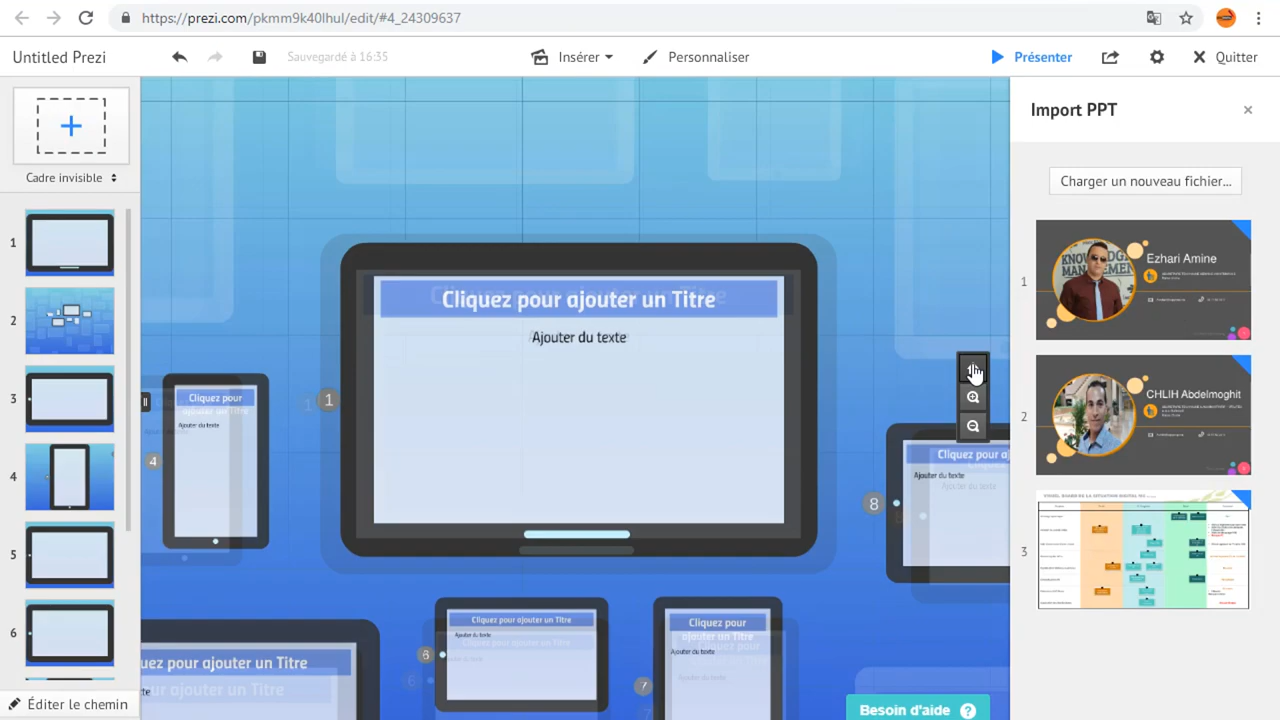 https://prezi.com/pkmm9k40lhul/edit/#4_24309637
Untitled Prezi
Sauvegardé à 16:35
Insérer
Personnaliser
Présenter
Quitter
Cadre invisible
1
2
3
4
5
6
Éditer le chemin
Cliquez pour ajouter un Titre
Ajouter du texte
1
Cliquez pour
ajouter un Titre
Ajouter du texte
4
8
Cliquez pour aj
Ajouter du texte
uez pour ajouter un Titre
te
6
Cliquez pour ajouter un Titre
Ajouter du texte
7
Cliquez pour
ajouter un Titre
Ajouter du texte
Besoin d'aide ?
Import PPT
×
Charger un nouveau fichier...
1
KNOWLEDGE
MANAGEMENT
Ezhari Amine
2
CHLIH Abdelmoghit
3